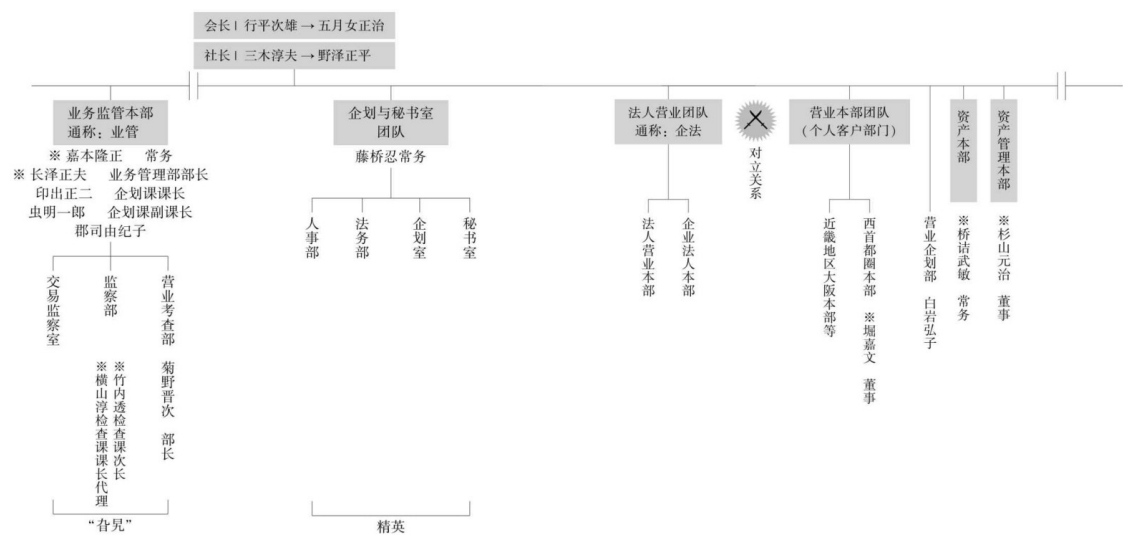 会长 | 行平次雄 → 五月女正治
社长 | 三木淳夫 → 野泽正平
业务监管本部
通称：业管
※ 嘉本隆正 常务
※ 长泽正夫 业务管理部部长
印出正二 企划课课长
虫明一郎 企划课副课长
郡司由纪子
交易监察室
监察部
※竹内透检查课次长
※横山淳检查课课长代理
营业考查部 菊野晋次 部长
“旮旯”
企划与秘书室
团队
藤桥忍常务
人事部
法务部
企划室
秘书室
精英
法人营业团队
通称：企法
法人营业本部
企业法人本部
对立关系
营业本部团队
（个人客户部门）
近畿地区大阪本部等
西首都圈本部 ※堀嘉文 董事
营业企划部 白岩弘子
资产本部
※桥诘武敏 常务
资产管理本部
※杉山元治 董事